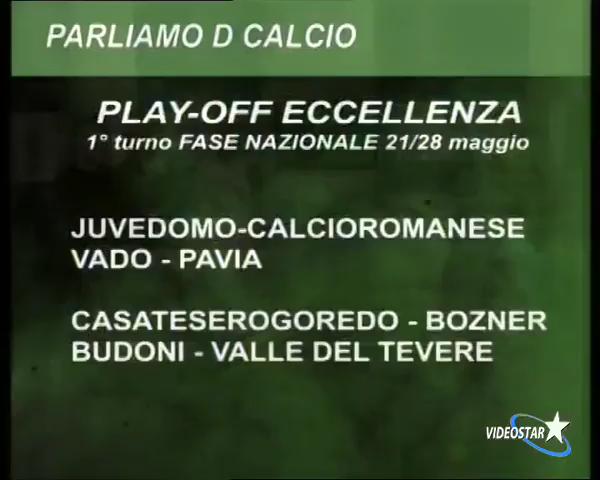 PARLIAMO D CALCIO
PLAY-OFF ECCELLENZA
1° turno FASE NAZIONALE 21/28 maggio
JUVEDOMO-CALCIOROMANESE
VADO - PAVIA
CASATESEROGOREDO - BOZNER
BUDONI - VALLE DEL TEVERE
VIDEOSTAR